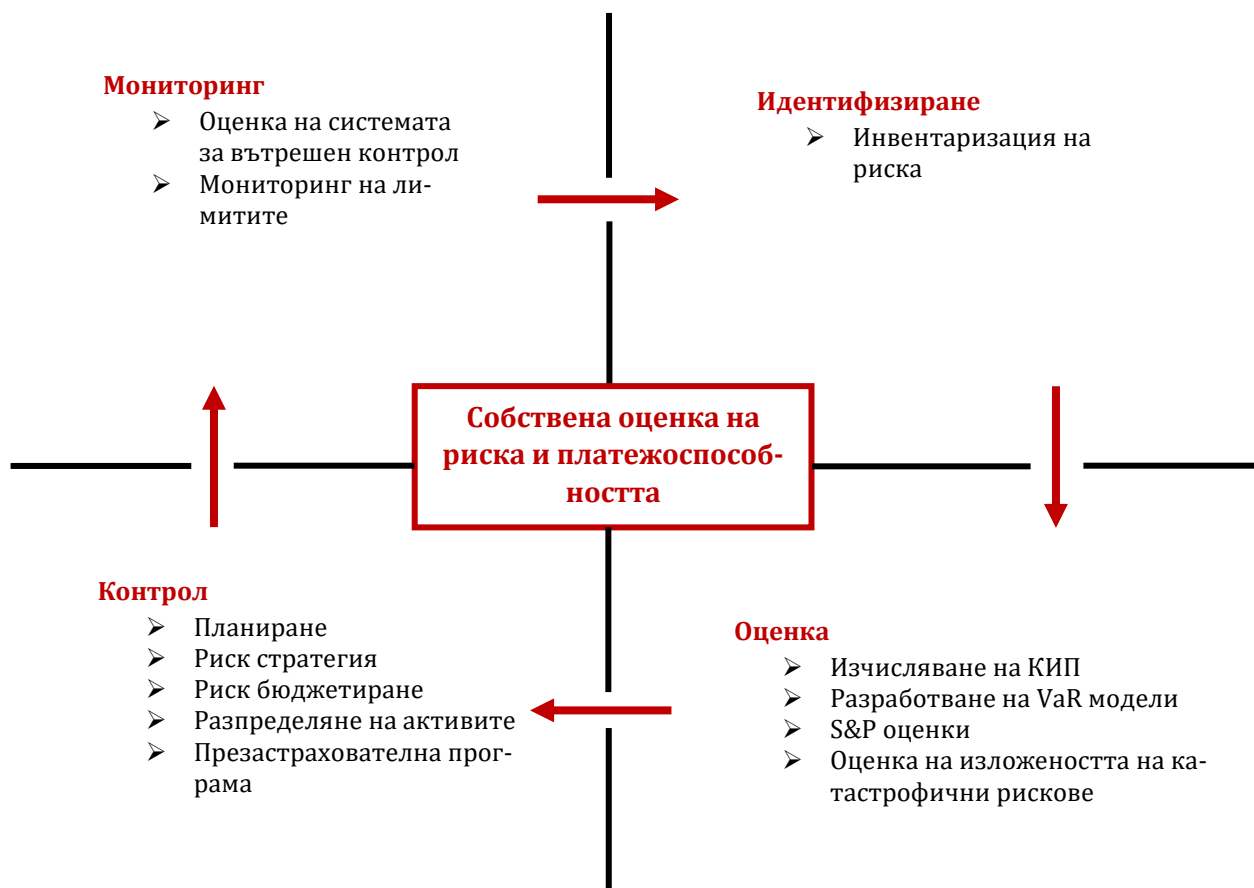 Мониторинг
➢ Оценка на системата
за вътрешен контрол
➢ Мониторинг на ли-
митите
Идентифизиране
➢ Инвентаризация на
риска
Собствена оценка на
риска и платежоспособ-
ността
Контрол
➢ Планиране
➢ Риск стратегия
➢ Риск бюджетиране
➢ Разпределяне на активите
➢ Презастрахователна прог-
рама
Оценка
➢ Изчисляване на КИП
➢ Разработване на VaR модели
➢ S&P оценки
➢ Оценка на изложеността на ка-
тастрофични рискове